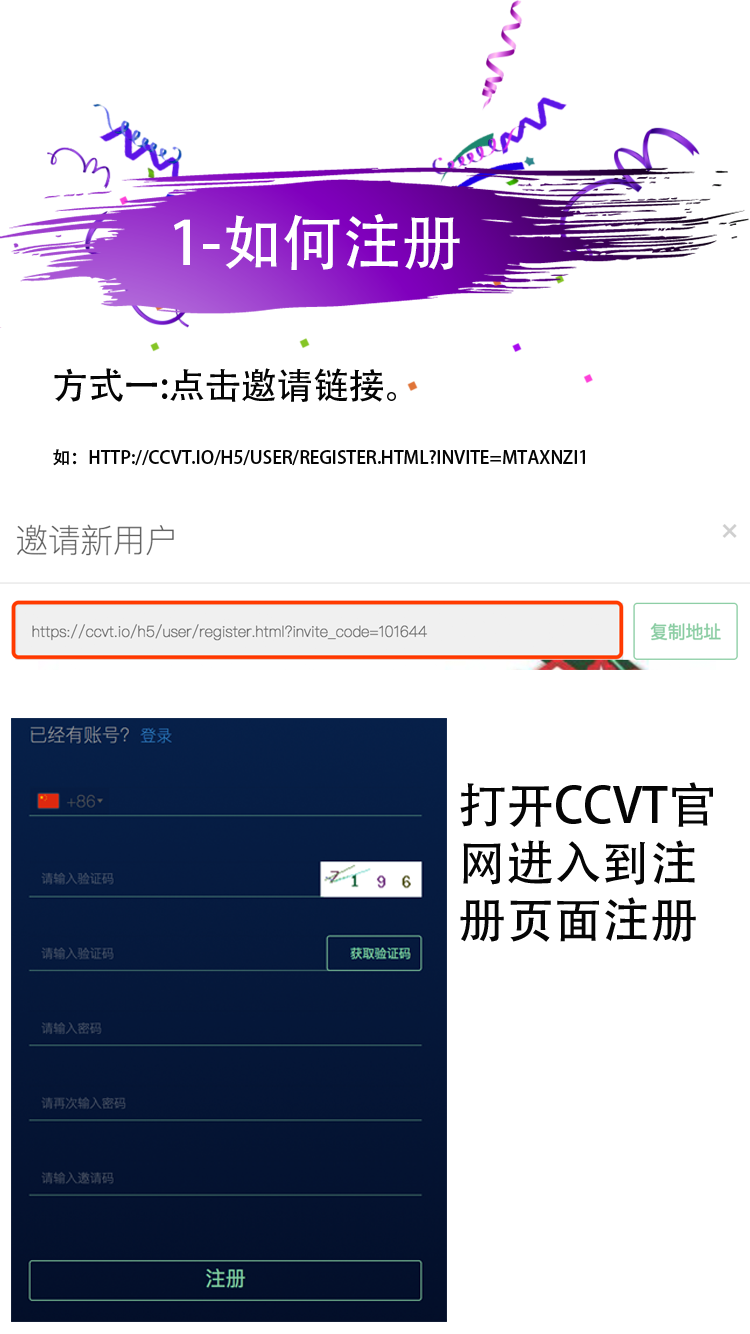 1-如何注册
方式一:点击邀请链接。
如：HTTP://CCVT.IO/H5/USER/REGISTER.HTML?INVITE=MTAXNZI1
邀请新用户
×
https://ccvt.io/h5/user/register.html?invite_code=101644
复制地址
已经有账号？ 登录
+86
请输入验证码
7196
请输入验证码
获取验证码
请输入密码
请再次输入密码
请输入邀请码
注册
打开CCVT官
网进入到注
册页面注册